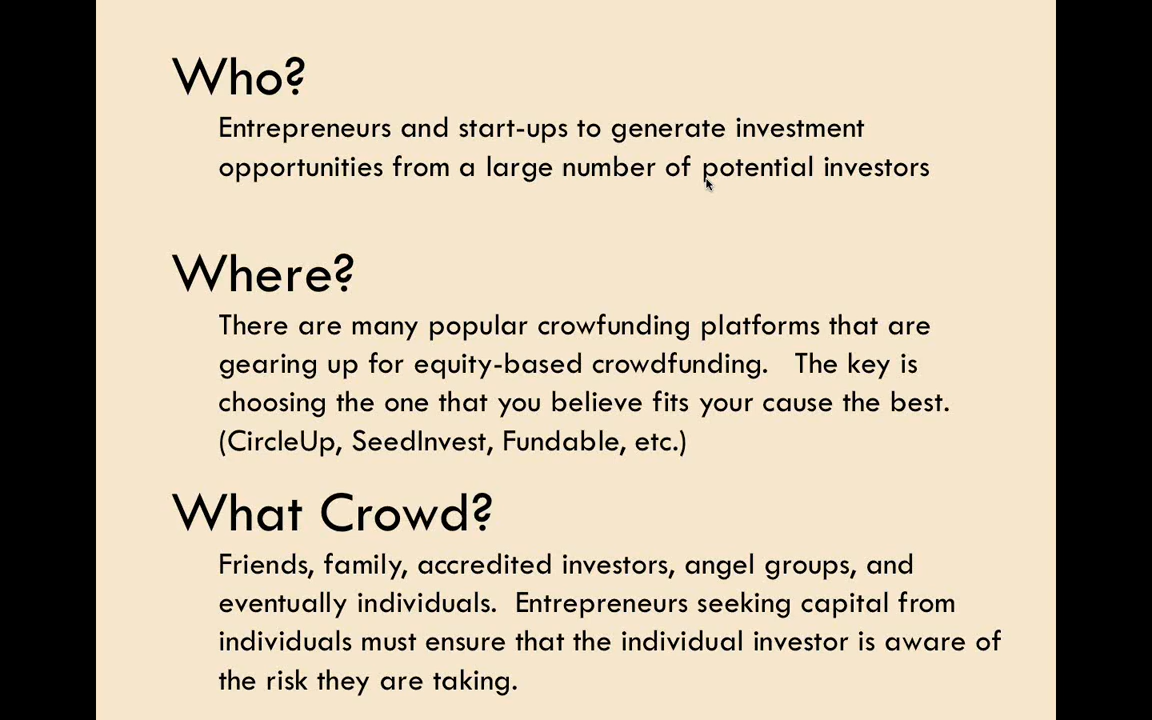 Who?
Entrepreneurs and start-ups to generate investment
opportunities from a large number of potential investors
Where?
There are many popular crowfunding platforms that are
gearing up for equity-based crowdfunding.   The key is
choosing the one that you believe fits your cause the best.
(CircleUp, SeedInvest, Fundable, etc.)
What Crowd?
Friends, family, accredited investors, angel groups, and
eventually individuals.  Entrepreneurs seeking capital from
individuals must ensure that the individual investor is aware of
the risk they are taking.